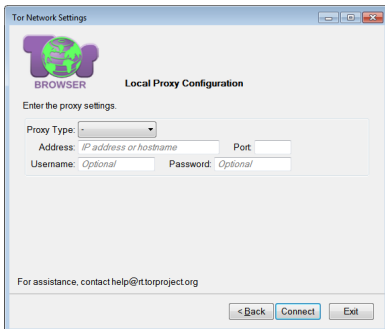 Tor Network Settings
Tor
BROWSER
Local Proxy Configuration
Enter the proxy settings.
Proxy Type: -
Address: IP address or hostname Port
Username: Optional Password: Optional
For assistance, contact help@rt.torproject.org
< Back Connect Exit